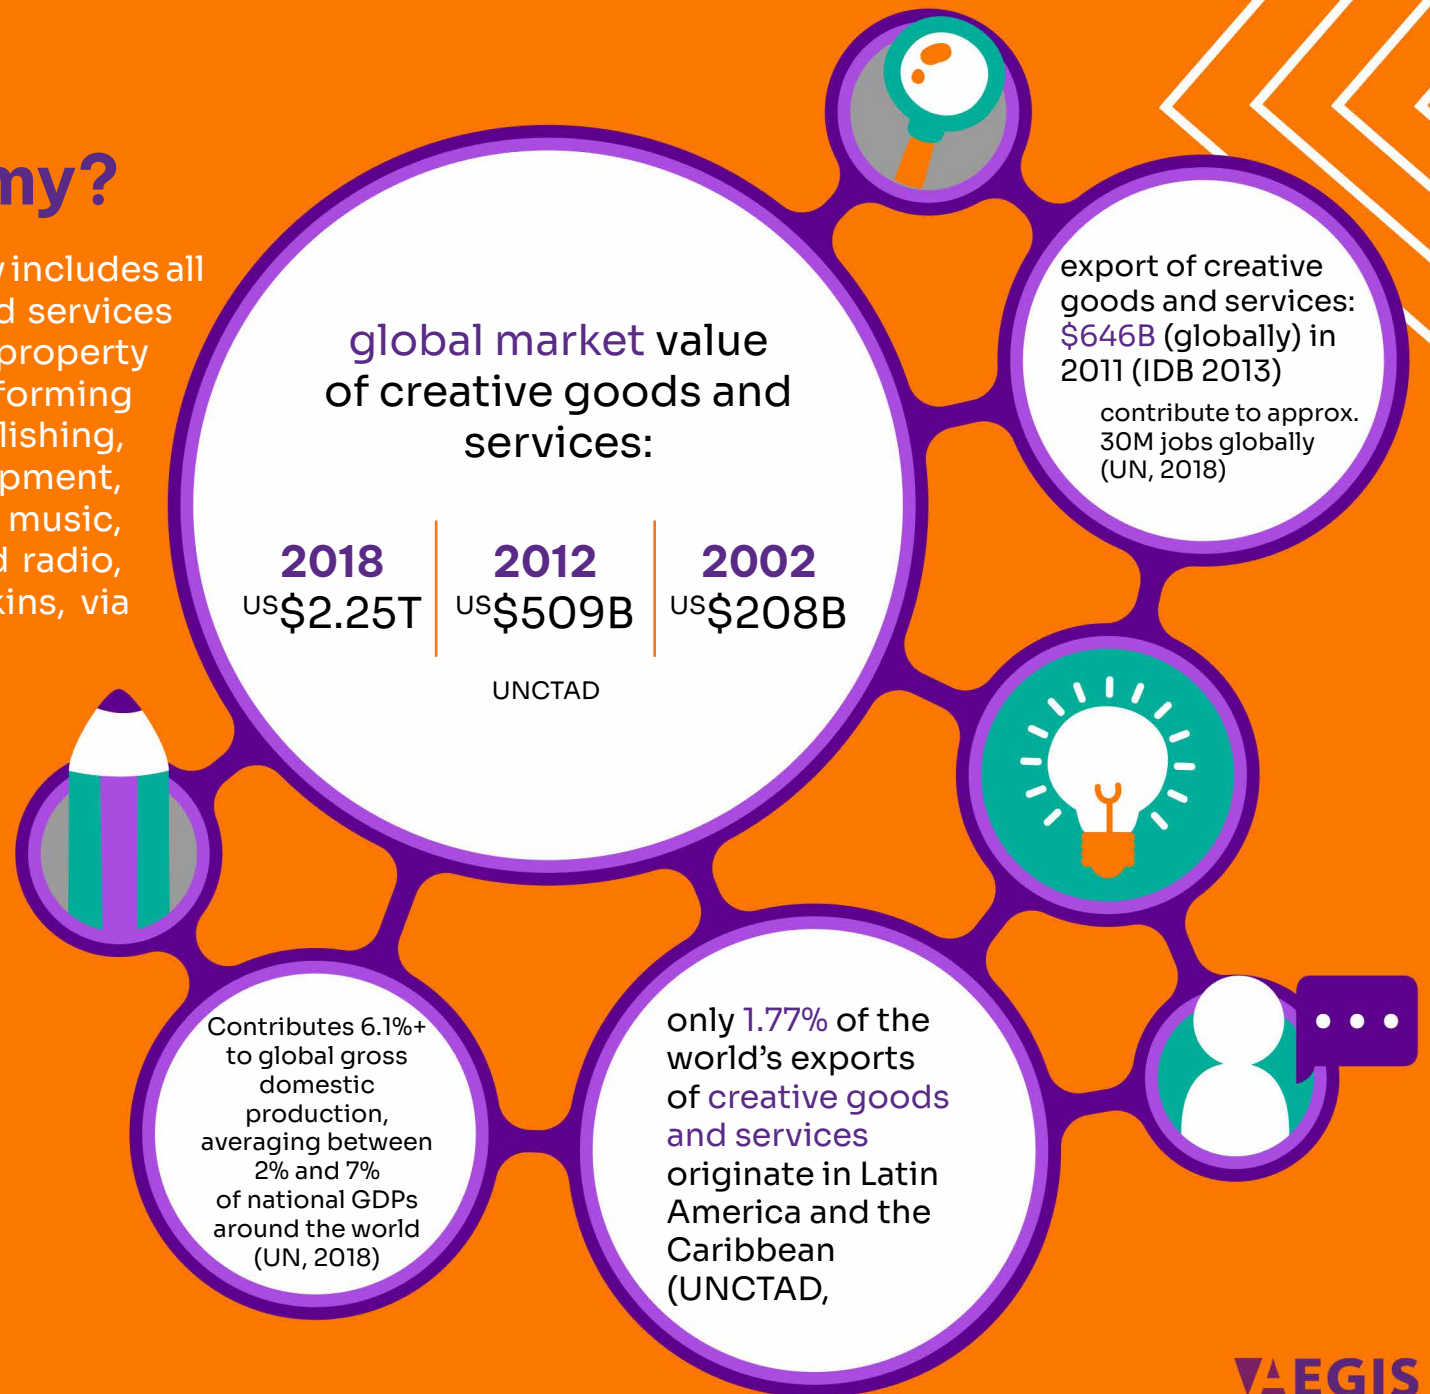 my?
includes all
d services
property
forming
lishing,
pment,
music,
d radio,
kins, via
global market value
of creative goods and
services:
2018
US$2.25T
2012
US$509B
2002
US$208B
UNCTAD
export of creative
goods and services:
$646B (globally) in
2011 (IDB 2013)
contribute to approx.
30M jobs globally
(UN, 2018)
Contributes 6.1%+
to global gross
domestic
production,
averaging between
2% and 7%
of national GDPs
around the world
(UN, 2018)
only 1.77% of the
world's exports
of creative goods
and services
originate in Latin
America and the
Caribbean
(UNCTAD,
AEGIS